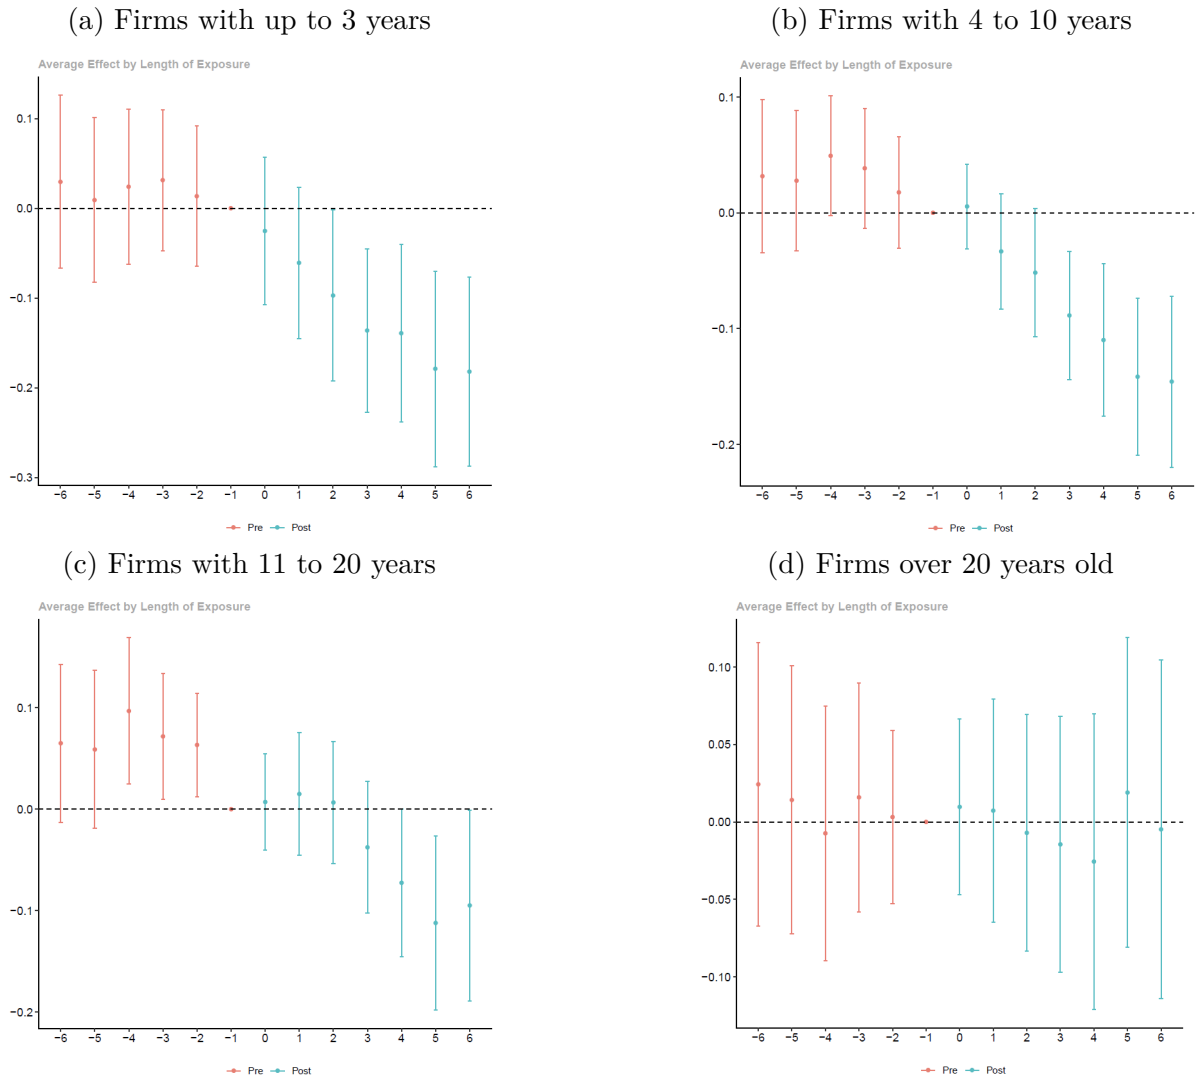 (a) Firms with up to 3 years
Average Effect by Length of Exposure
0.1
0.0
−0.1
−0.2
−0.3
−6 −5 −4 −3 −2 −1 0 1 2 3 4 5 6
Pre Post
(b) Firms with 4 to 10 years
Average Effect by Length of Exposure
0.1
0.0
−0.1
−0.2
−6 −5 −4 −3 −2 −1 0 1 2 3 4 5 6
Pre Post
(c) Firms with 11 to 20 years
Average Effect by Length of Exposure
0.1
0.0
−0.1
−0.2
−6 −5 −4 −3 −2 −1 0 1 2 3 4 5 6
Pre Post
(d) Firms over 20 years old
Average Effect by Length of Exposure
0.10
0.05
0.00
−0.05
−0.10
−6 −5 −4 −3 −2 −1 0 1 2 3 4 5 6
Pre Post